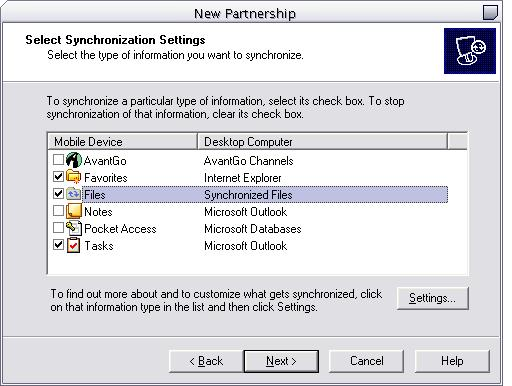 New Partnership
Select Synchronization Settings
Select the type of information you want to synchronize.
To synchronize a particular type of information, select its check box. To stop
synchronization of that information, clear its check box.
Mobile Device Desktop Computer
AvantGo AvantGo Channels
Favorites Internet Explorer
Files Synchronized Files
Notes Microsoft Outlook
Pocket Access Microsoft Databases
Tasks Microsoft Outlook
To find out more about and to customize what gets synchronized, click
on that information type in the list and then click Settings.
Settings...
< Back Next > Cancel Help